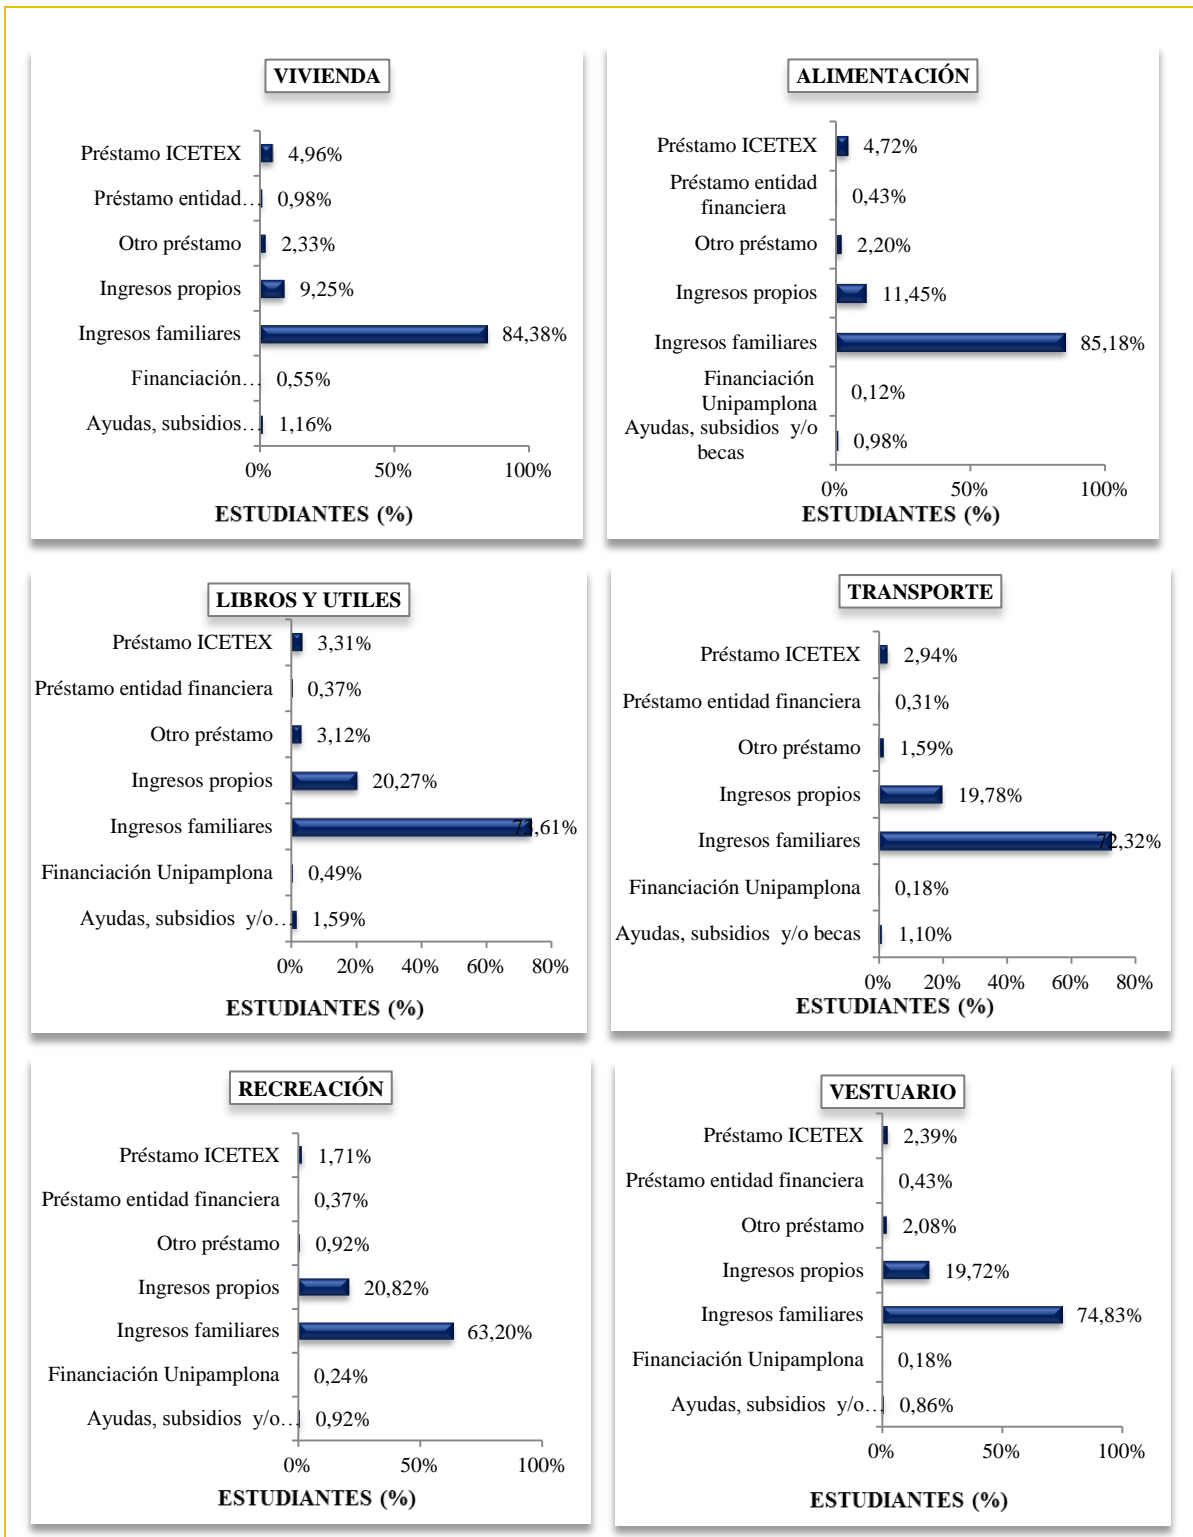 VIVIENDA
Préstamo ICETEX 4,96%
Préstamo entidad… 0,98%
Otro préstamo 2,33%
Ingresos propios 9,25%
Ingresos familiares 84,38%
Financiación… 0,55%
Ayudas, subsidios… 1,16%
0% 50% 100%
ESTUDIANTES (%)
ALIMENTACIÓN
Préstamo ICETEX 4,72%
Préstamo entidad
financiera 0,43%
Otro préstamo 2,20%
Ingresos propios 11,45%
Ingresos familiares 85,18%
Financiación
Unipamplona 0,12%
Ayudas, subsidios y/o
becas 0,98%
0% 50% 100%
ESTUDIANTES (%)
LIBROS Y UTILES
Préstamo ICETEX 3,31%
Préstamo entidad financiera 0,37%
Otro préstamo 3,12%
Ingresos propios 20,27%
Ingresos familiares 73,61%
Financiación Unipamplona 0,49%
Ayudas, subsidios y/o… 1,59%
0% 20% 40% 60% 80%
ESTUDIANTES (%)
TRANSPORTE
Préstamo ICETEX 2,94%
Préstamo entidad financiera 0,31%
Otro préstamo 1,59%
Ingresos propios 19,78%
Ingresos familiares 72,32%
Financiación Unipamplona 0,18%
Ayudas, subsidios y/o becas 1,10%
0% 20% 40% 60% 80%
ESTUDIANTES (%)
RECREACIÓN
Préstamo ICETEX 1,71%
Préstamo entidad financiera 0,37%
Otro préstamo 0,92%
Ingresos propios 20,82%
Ingresos familiares 63,20%
Financiación Unipamplona 0,24%
Ayudas, subsidios y/o… 0,92%
0% 50% 100%
ESTUDIANTES (%)
VESTUARIO
Préstamo ICETEX 2,39%
Préstamo entidad financiera 0,43%
Otro préstamo 2,08%
Ingresos propios 19,72%
Ingresos familiares 74,83%
Financiación Unipamplona 0,18%
Ayudas, subsidios y/o… 0,86%
0% 50% 100%
ESTUDIANTES (%)